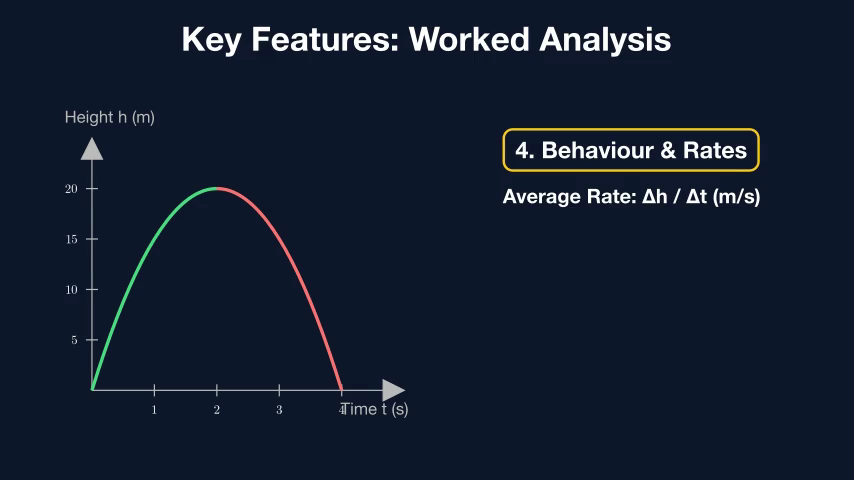 Key Features: Worked Analysis
Height h (m)
4. Behaviour & Rates
Average Rate: Δh / Δt (m/s)
20
15
10
5
1 2 3 4
Time t (s)